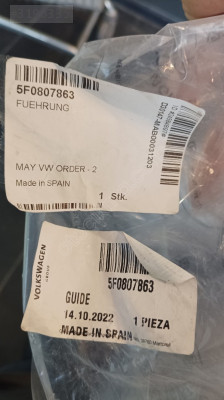 5F0807863
FUEHRUNG
MAY VW ORDER - 2
Made in SPAIN
1 Stk.
VOLKSWAGEN
GROUP
5F0807863
GUIDE
14.10.2022 1 PIEZA
MADE IN SPAIN